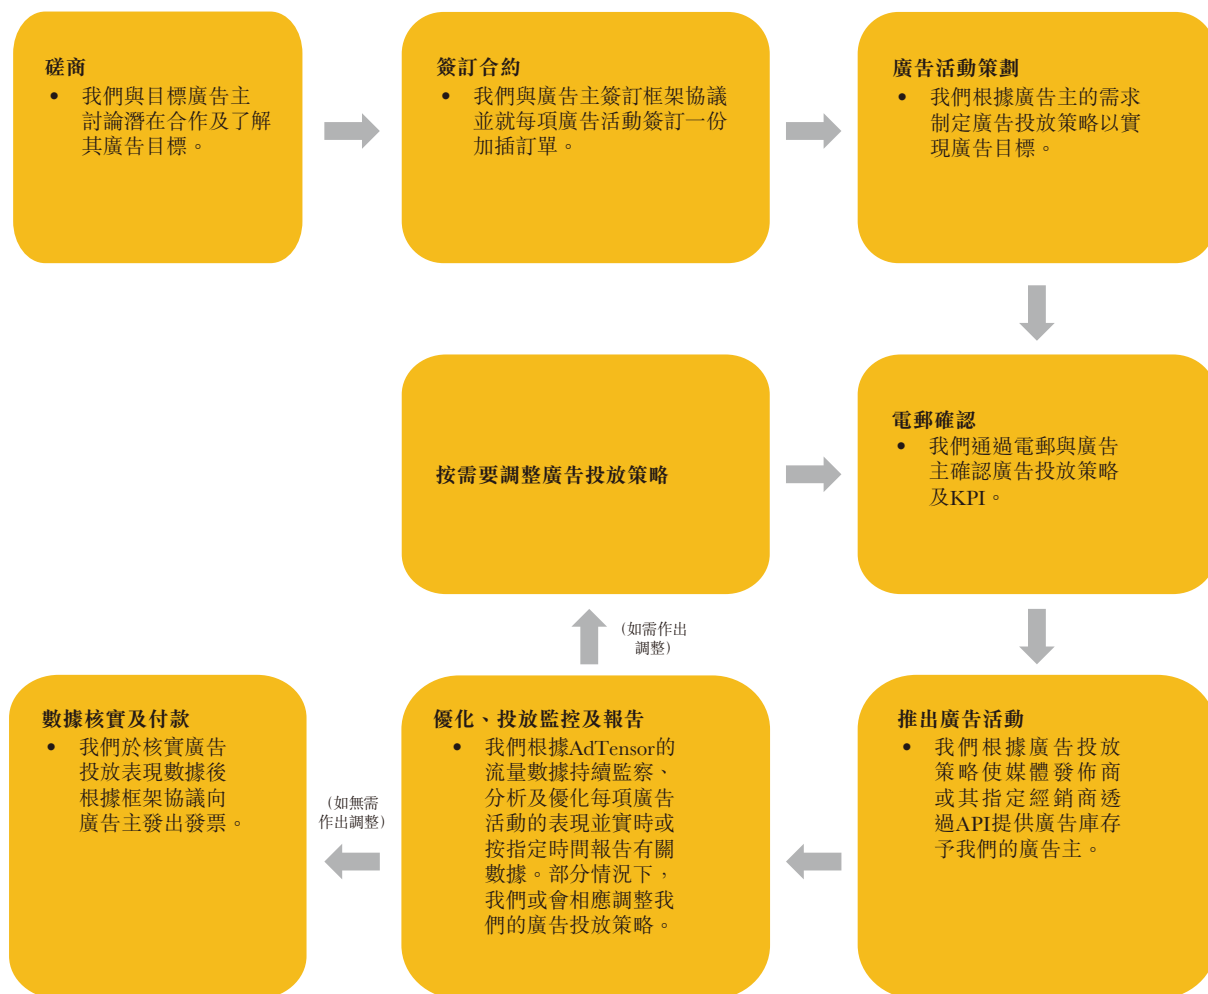 磋商
• 我們與目標廣告主
討論潛在合作及了解
其廣告目標。
簽訂合約
• 我們與廣告主簽訂框架協議
並就每項廣告活動簽訂一份
加插訂單。
廣告活動策劃
• 我們根據廣告主的需求
制定廣告投放策略以實
現廣告目標。
按需要調整廣告投放策略
電郵確認
• 我們通過電郵與廣告
主確認廣告投放策略
及KPI。
(如需作出
調整)
數據核實及付款
• 我們於核實廣告
投放表現數據後
根據框架協議向
廣告主發出發票。
(如無需
作出調整)
優化、投放監控及報告
• 我們根據AdTensor的
流量數據持續監察、
分析及優化每項廣告
活動的表現並實時或
按指定時間報告有關
數據。部分情況下，
我們或會相應調整我
們的廣告投放策略。
推出廣告活動
• 我們根據廣告投放
策略使媒體發佈商
或其指定經銷商透
過API提供廣告庫存
予我們的廣告主。